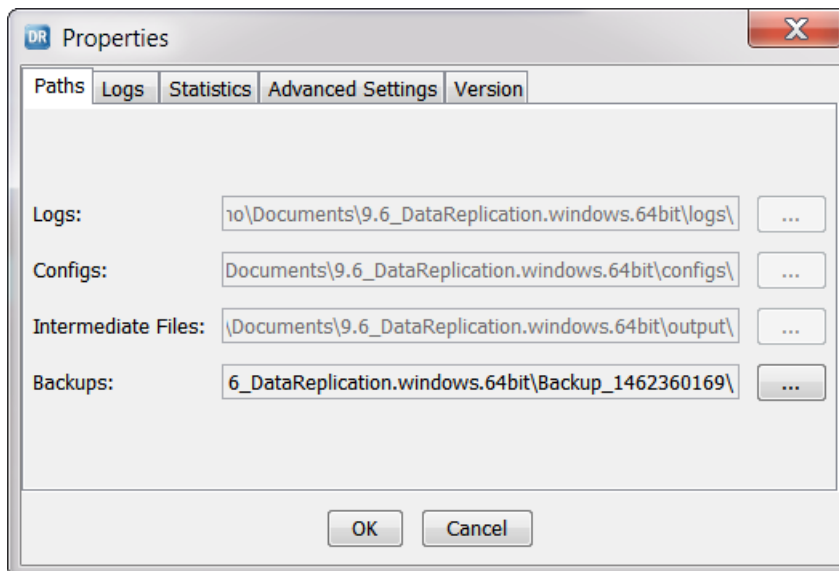 DR Properties X
Paths Logs Statistics Advanced Settings Version
Logs: \Documents\9.6_DataReplication.windows.64bit\logs\ ...
Configs: Documents\9.6_DataReplication.windows.64bit\configs\ ...
Intermediate Files: \Documents\9.6_DataReplication.windows.64bit\output\ ...
Backups: 6_DataReplication.windows.64bit\Backup_1462360169\ ...
OK Cancel